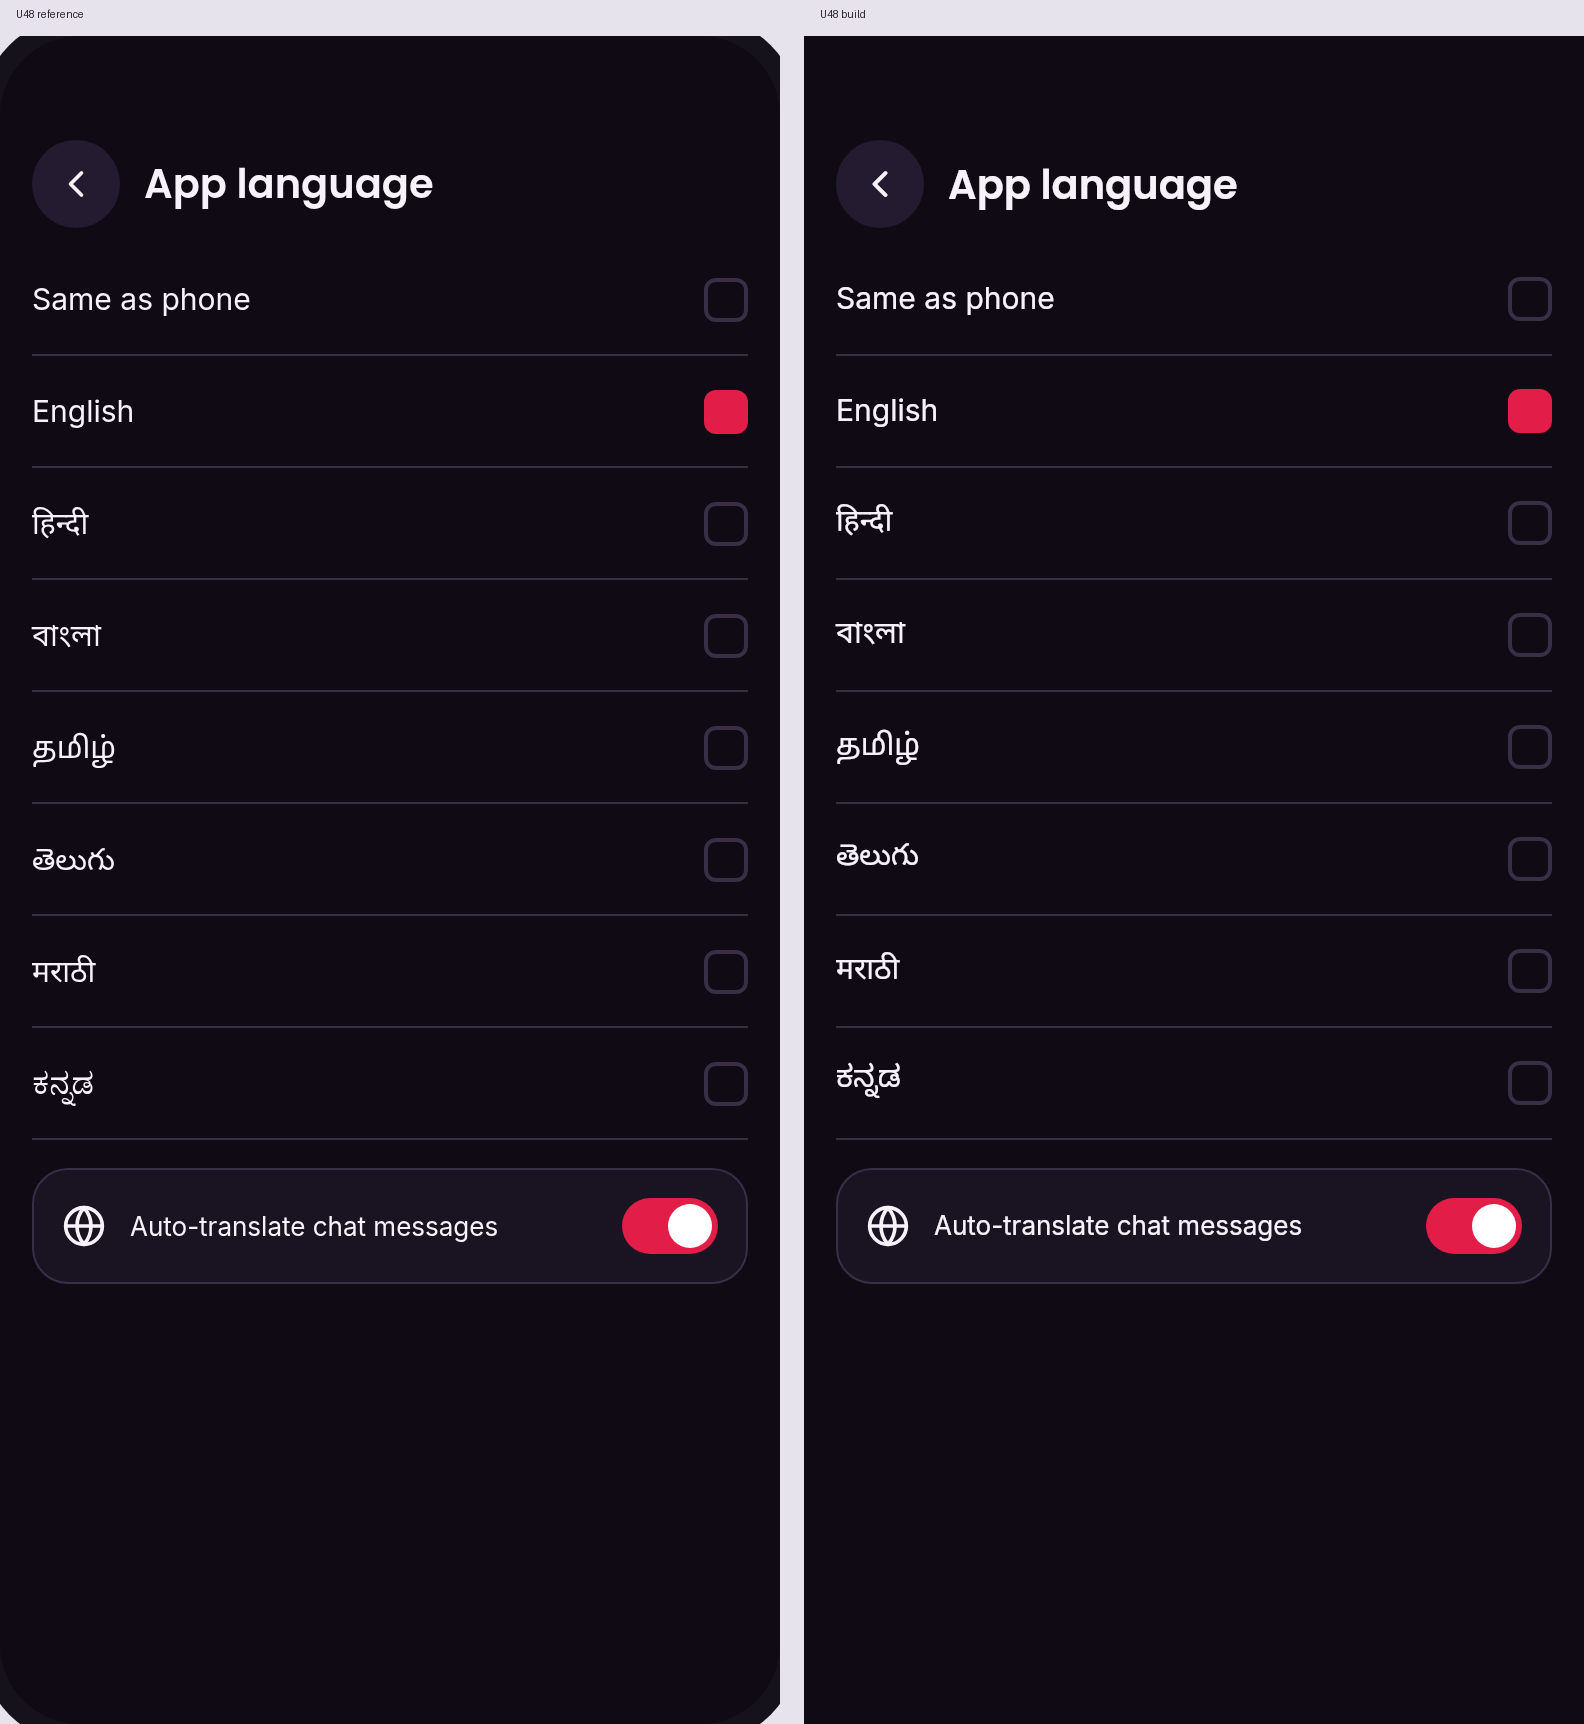 U48 reference
App language
Same as phone
English
हिन्दी
বাংলা
தமிழ்
తెలుగు
मराठी
ಕನ್ನಡ
Auto-translate chat messages
U48 build
App language
Same as phone
English
हिन्दी
বাংলা
தமிழ்
తెలుగు
मराठी
ಕನ್ನಡ
Auto-translate chat messages